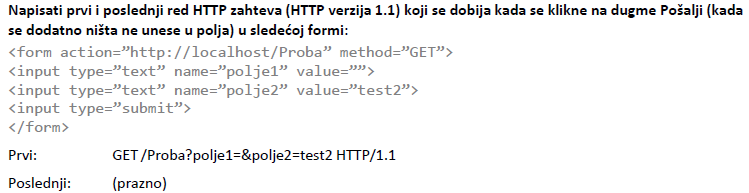 Napisati prvi i poslednji red HTTP zahteva (HTTP verzija 1.1) koji se dobija kada se klikne na dugme Pošalji (kada
se dodatno ništa ne unese u polja) u sledećoj formi:
<form action=”http://localhost/Proba” method=”GET”>
<input type=”text” name=”polje1” value=””>
<input type=”text” name=”polje2” value=”test2”>
<input type=”submit”>
</form>
Prvi: GET /Proba?polje1=&polje2=test2 HTTP/1.1
Poslednji: (prazno)